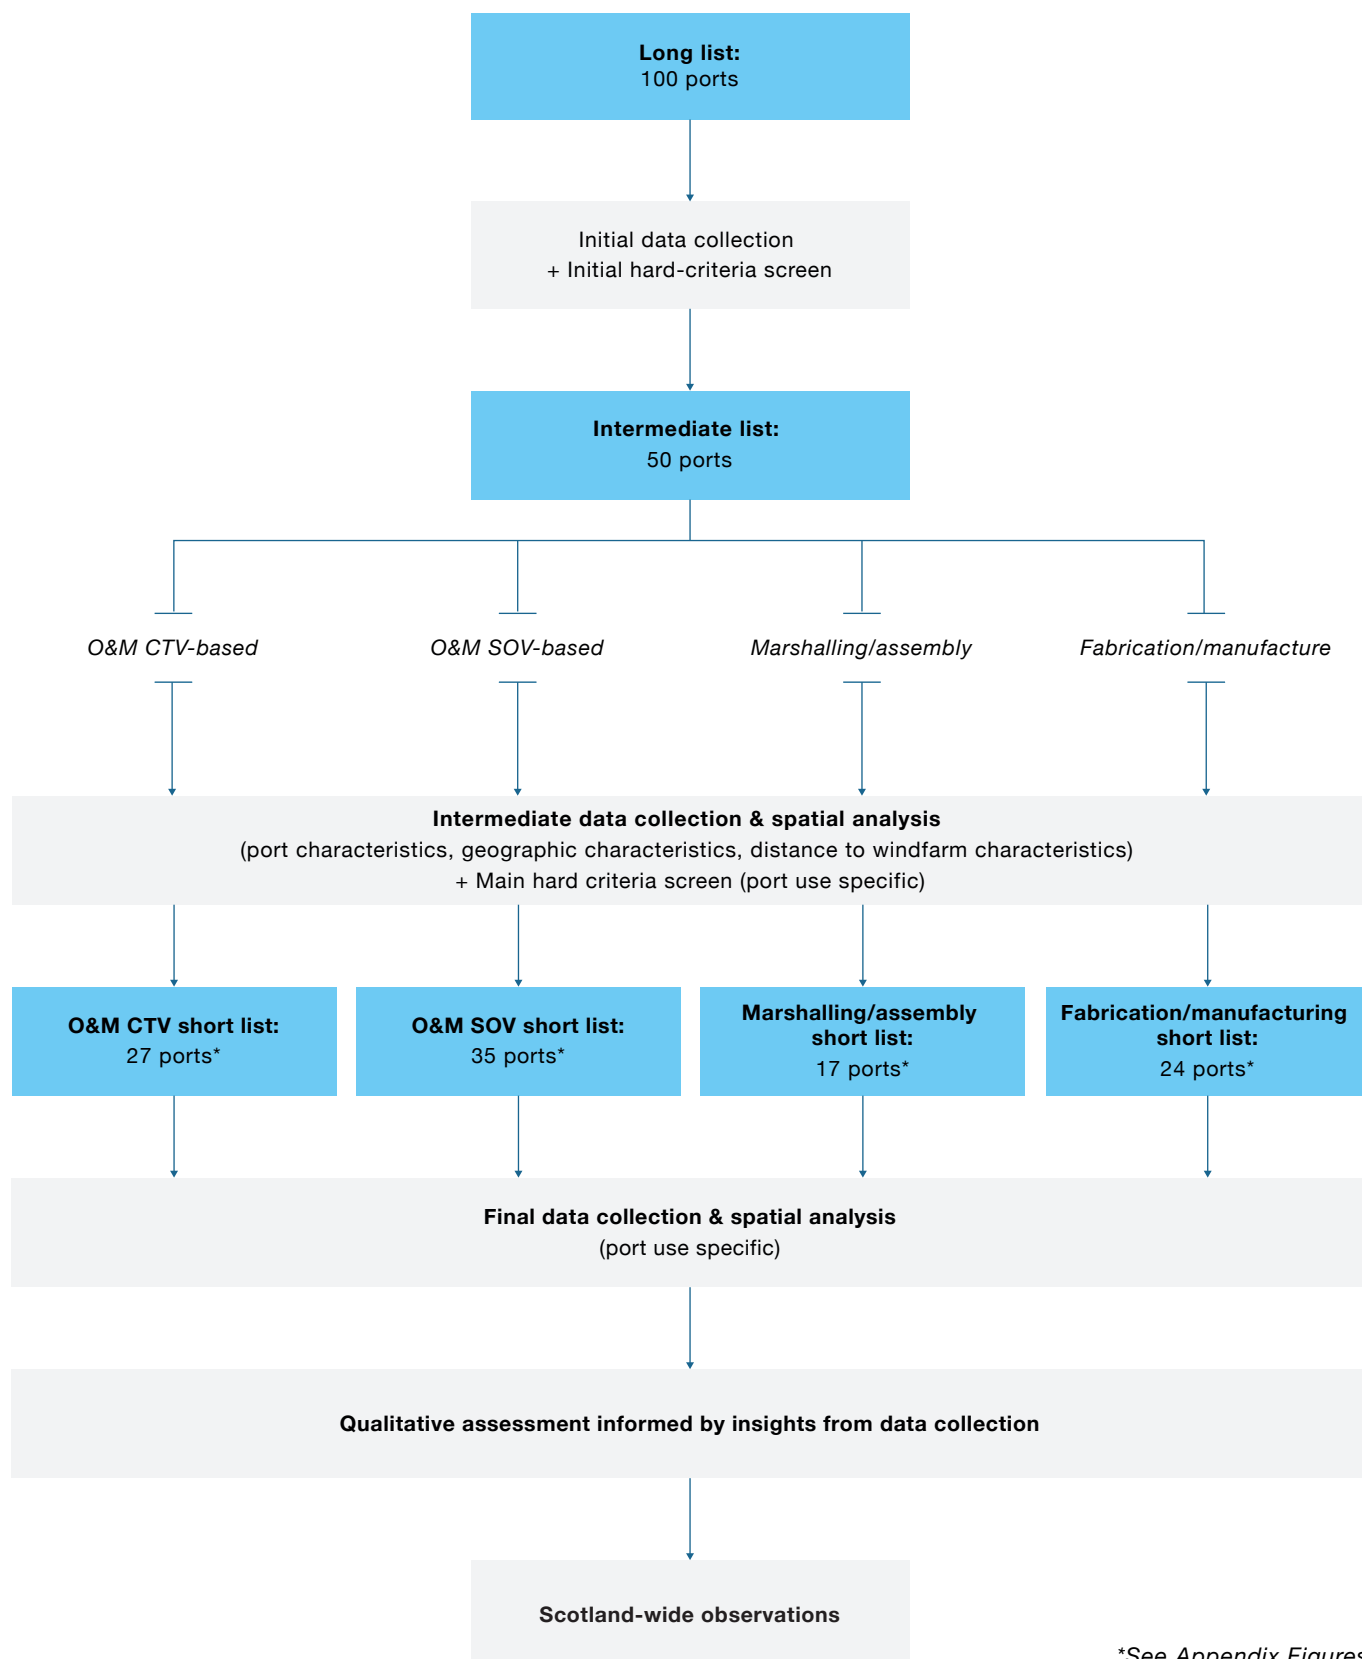 Long list:
100 ports
Initial data collection
+ Initial hard-criteria screen
Intermediate list:
50 ports
O&M CTV-based
O&M SOV-based
Marshalling/assembly
Fabrication/manufacture
Intermediate data collection & spatial analysis
(port characteristics, geographic characteristics, distance to windfarm characteristics)
+ Main hard criteria screen (port use specific)
O&M CTV short list:
27 ports*
O&M SOV short list:
35 ports*
Marshalling/assembly
short list:
17 ports*
Fabrication/manufacturing
short list:
24 ports*
Final data collection & spatial analysis
(port use specific)
Qualitative assessment informed by insights from data collection
Scotland-wide observations
*See Appendix Figures